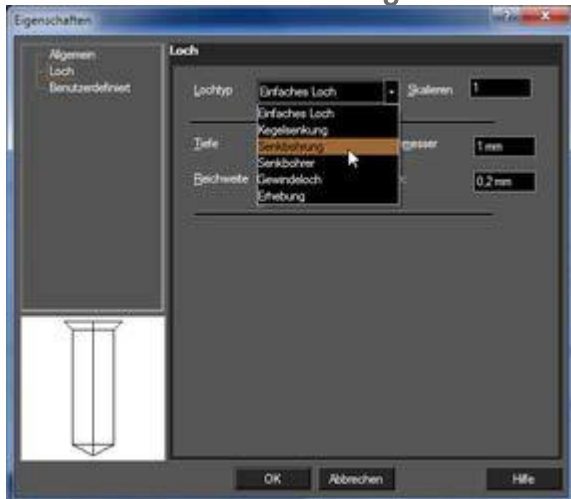 Eigenschaften
Allgemein
Loch
Benutzerdefiniert
Loch
Lochtyp Einfaches Loch Skalieren 1
Einfaches Loch
Kegelsenkung
Tiefe Senkbohrung messer 1 mm
Senkbohrer
Reichweite Gewindeloch 0,2 mm
Erhebung
OK Abbrechen Hilfe